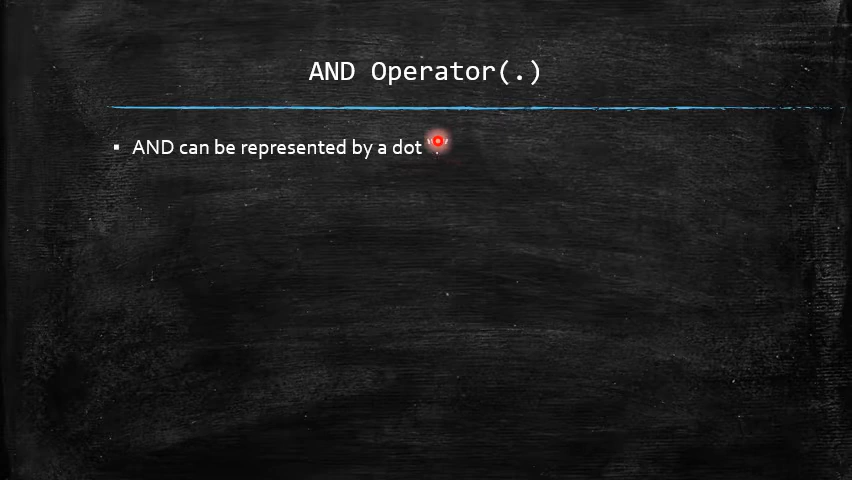 AND Operator(.)
▪ AND can be represented by a dot "."